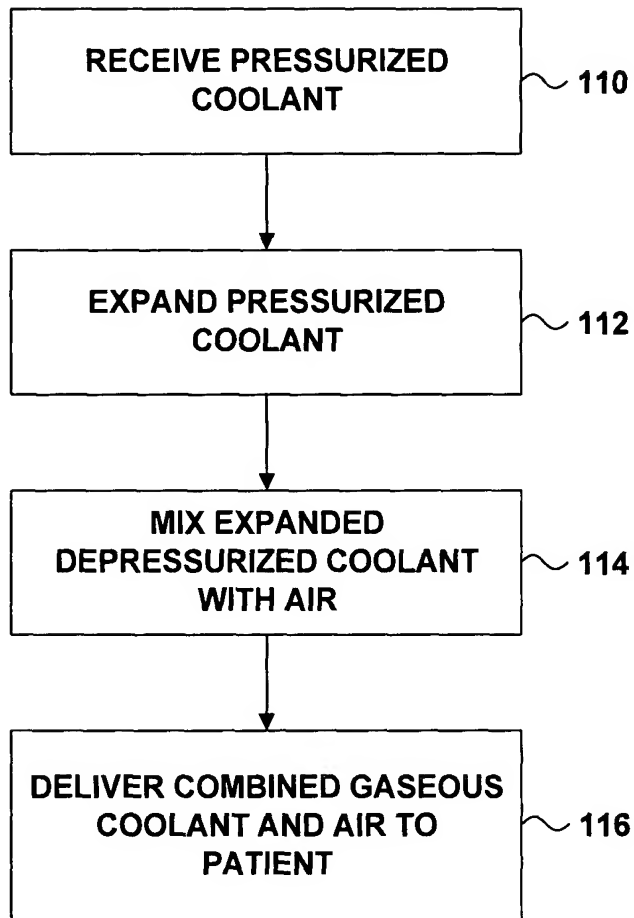 RECEIVE PRESSURIZED
COOLANT
110
EXPAND PRESSURIZED
COOLANT
112
MIX EXPANDED
DEPRESSURIZED COOLANT
WITH AIR
114
DELIVER COMBINED GASEOUS
COOLANT AND AIR TO
PATIENT
116